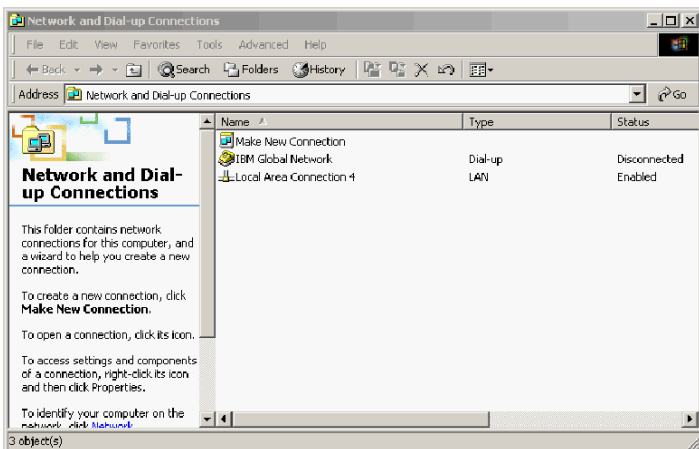 Network and Dial-up Connections
File Edit View Favorites Tools Advanced Help
Back Search Folders History
Address Network and Dial-up Connections Go
Name Type Status
Make New Connection
IBM Global Network Dial-up Disconnected
Local Area Connection 4 LAN Enabled
Network and Dial-
up Connections
This folder contains network
connections for this computer, and
a wizard to help you create a new
connection.
To create a new connection, click
Make New Connection.
To open a connection, click its icon.
To access settings and components
of a connection, right-click its icon
and then click Properties.
To identify your computer on the
network, click Network
3 object(s)